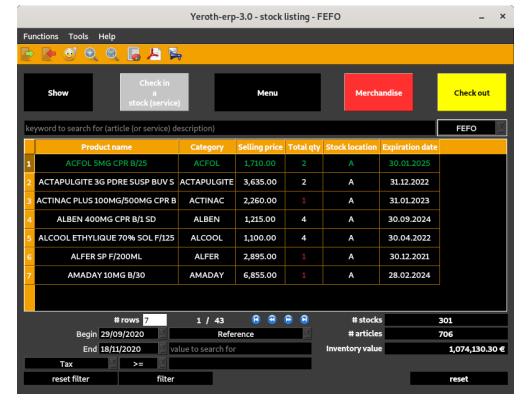 Yeroth-erp-3.0 - stock listing - FEFO
Functions Tools Help
Show
Check in
a
stock (service)
Menu
Merchandise
Check out
keyword to search for (article (or service) description)
FEFO
Product name Category Selling price Total qty Stock location Expiration date
1 ACFOL 5MG CPR B/25 ACFOL 1,710.00 2 A 30.01.2025
2 ACTAPULGITE 3G PDRE SUSP BUV S ACTAPULGITE 3,635.00 2 A 31.12.2022
3 ACTINAC PLUS 100MG/500MG CPR B ACTINAC 2,260.00 1 A 31.01.2023
4 ALBEN 400MG CPR B/1 SD ALBEN 1,215.00 4 A 30.09.2024
5 ALCOOL ETHYLIQUE 70% SOL F/125 ALCOOL 1,100.00 4 A 30.04.2022
6 ALFER SP F/200ML ALFER 2,895.00 1 A 30.12.2021
7 AMADAY 10MG B/30 AMADAY 6,855.00 1 A 28.02.2024
# rows 7 1 / 43 # stocks 301
Begin 29/09/2020 Reference # articles 706
End 18/11/2020 value to search for Inventory value 1,074,130.30 €
Tax >=
reset filter filter reset